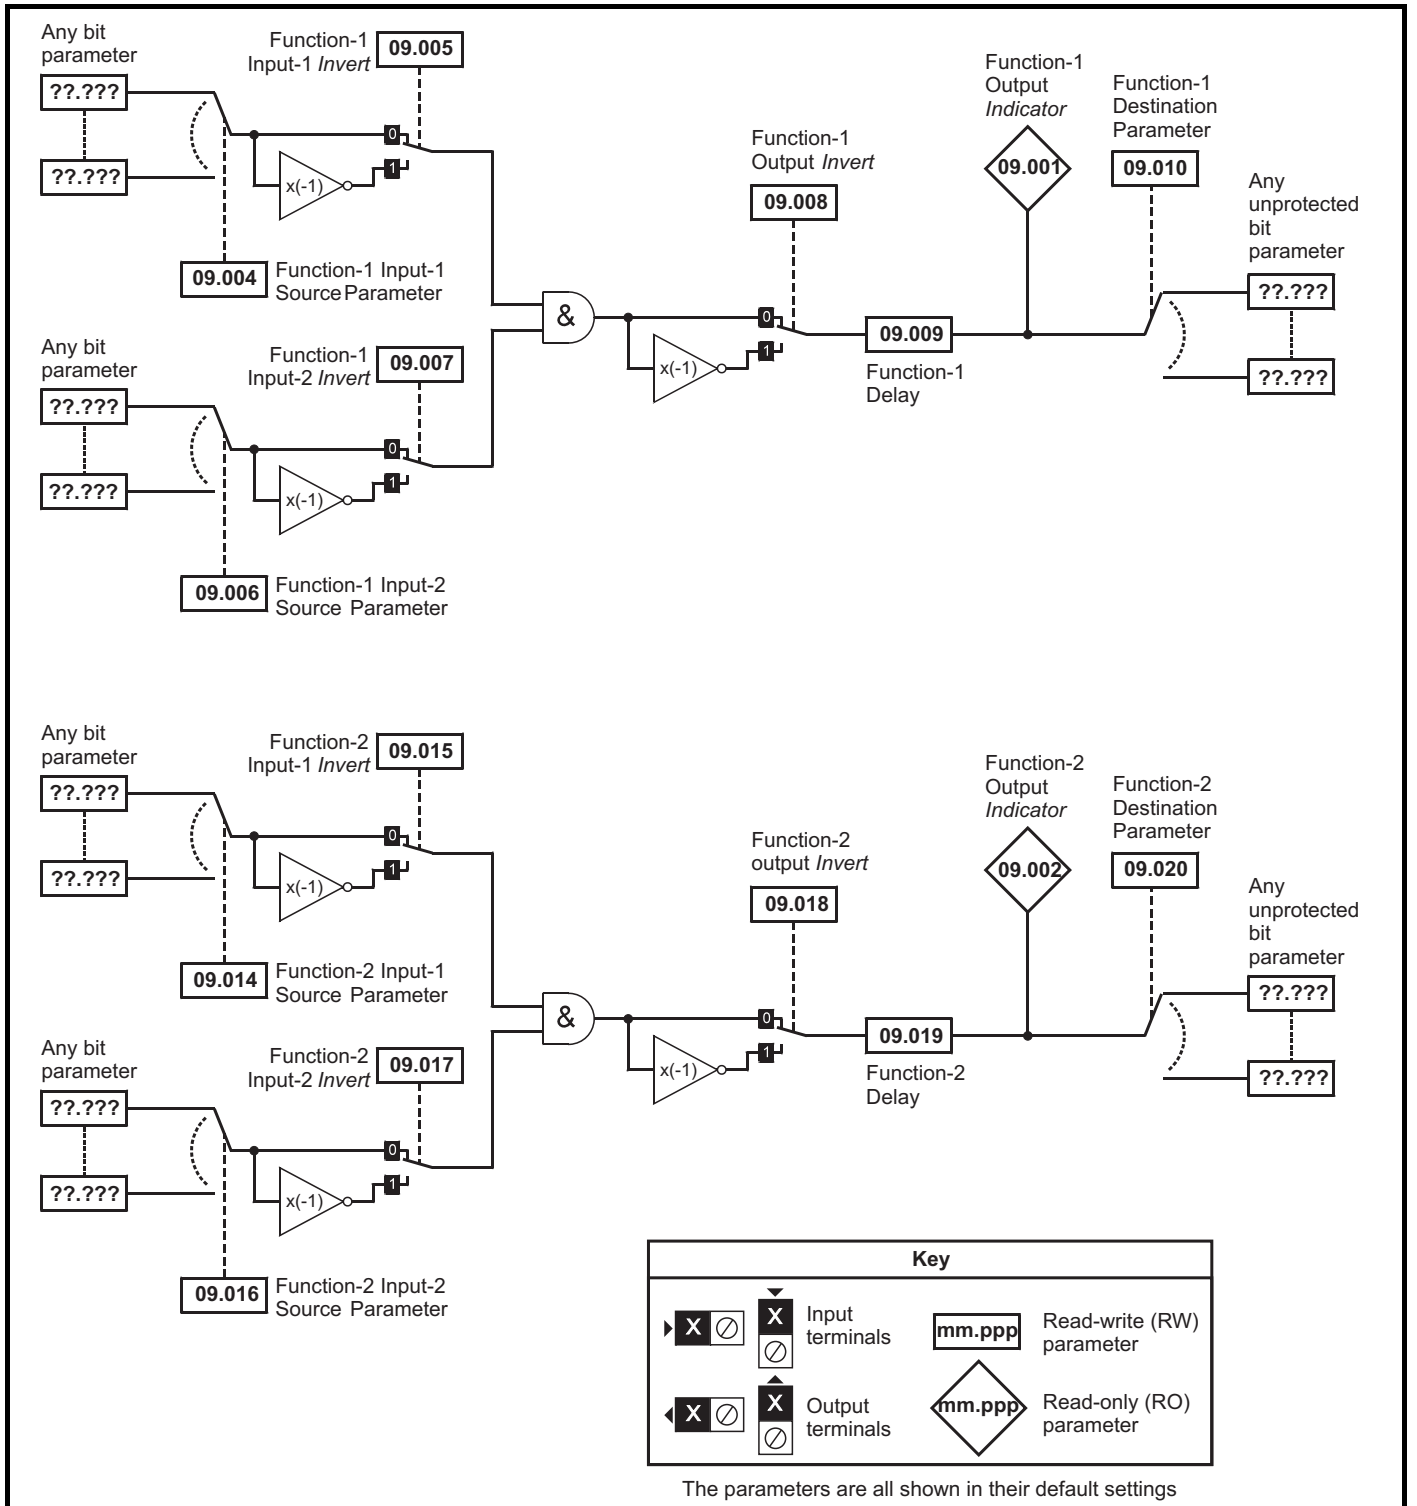 Any bit
parameter
??.???
??.???
Function-1
Input-1 Invert
09.005
0
1
x(-1)
09.004
Function-1 Input-1
Source Parameter
Any bit
parameter
??.???
??.???
Function-1
Input-2 Invert
09.007
0
1
x(-1)
09.006
Function-1 Input-2
Source Parameter
&
Function-1
Output Invert
09.008
0
1
x(-1)
09.009
Function-1
Delay
Function-1
Output
Indicator
09.001
Function-1
Destination
Parameter
09.010
Any
unprotected
bit
parameter
??.???
??.???
Any bit
parameter
??.???
??.???
Function-2
Input-1 Invert
09.015
0
1
x(-1)
09.014
Function-2 Input-1
Source Parameter
Any bit
parameter
??.???
??.???
Function-2
Input-2 Invert
09.017
0
1
x(-1)
09.016
Function-2 Input-2
Source Parameter
&
Function-2
output Invert
09.018
0
1
x(-1)
09.019
Function-2
Delay
Function-2
Output
Indicator
09.002
Function-2
Destination
Parameter
09.020
Any
unprotected
bit
parameter
??.???
??.???
Key
X
X
Input
terminals
mm.ppp
Read-write (RW)
parameter
X
X
Output
terminals
mm.ppp
Read-only (RO)
parameter
The parameters are all shown in their default settings